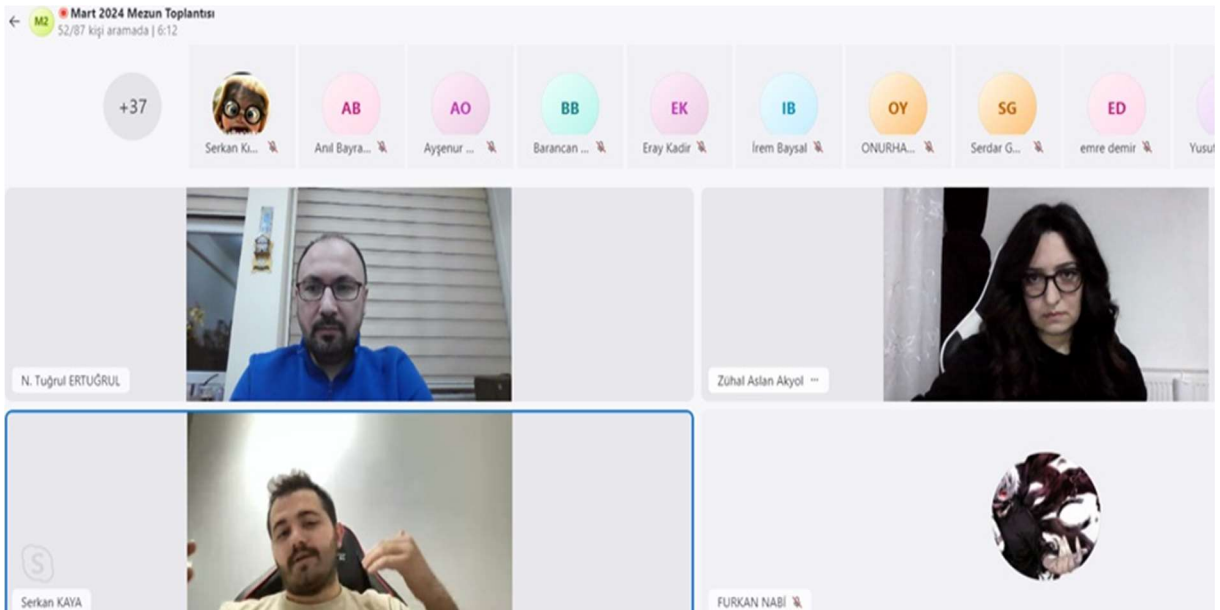 M2
Mart 2024 Mezun Toplantısı
52/87 kişi aramada | 6:12
+37
Serkan Kı...
AB
Anıl Bayra...
AO
Ayşenur ...
BB
Barancan ...
EK
Eray Kadir
IB
İrem Baysal
OY
ONURHA...
SG
Serdar G...
ED
emre demir
Yusuf
N. Tuğrul ERTUĞRUL
Zühal Aslan Akyol ...
S
Serkan KAYA
FURKAN NABİ